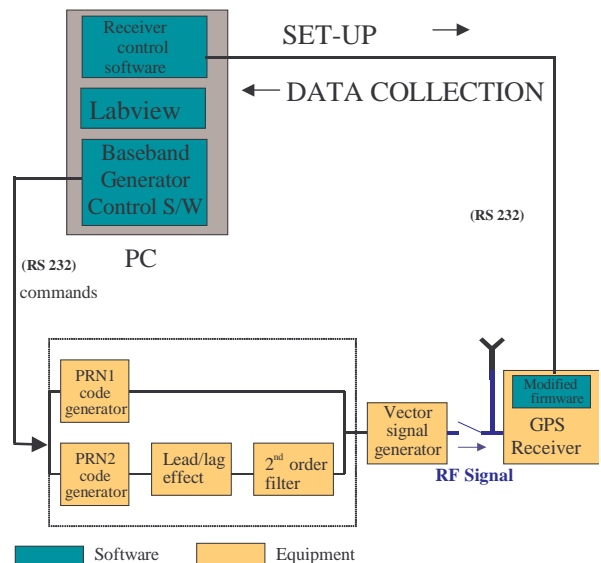 Receiver
control
software
SET-UP
DATA COLLECTION
Labview
Baseband
Generator
Control S/W
PC
(RS 232)
(RS 232)
commands
PRN1
code
generator
PRN2
code
generator
Lead/lag
effect
2nd order
filter
Vector
signal
generator
RF Signal
Modified
firmware
GPS
Receiver
Software
Equipment